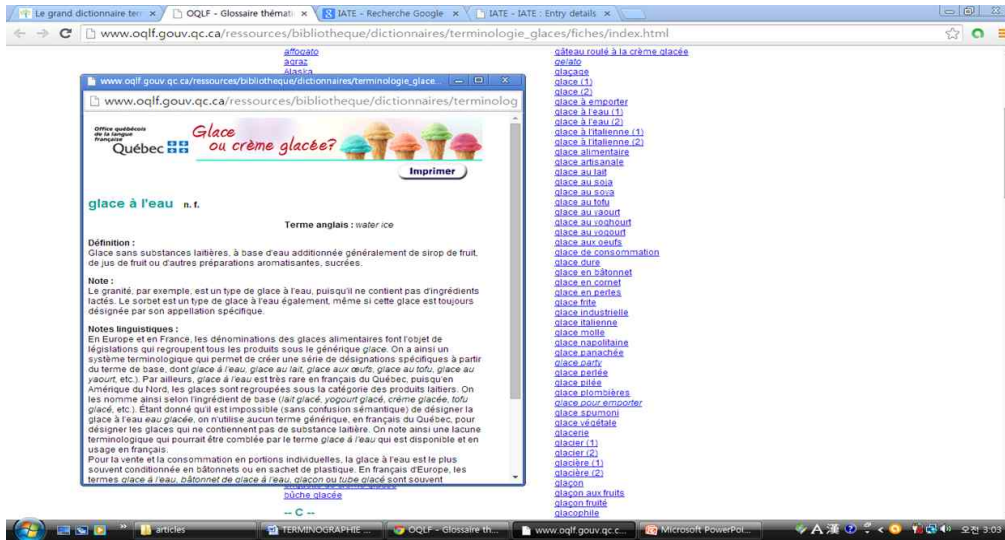 Le grand dictionnaire ter
OQLF - Glossaire thémati
IATE - Recherche Google
IATE - IATE : Entry details
www.oqlf.gouv.qc.ca/ressources/bibliotheque/dictionnaires/terminologie_glaces/fiches/index.html
affogato
agraz
Alaska
www.oqlf.gouv.qc.ca/ressources/bibliotheque/dictionnaires/terminologie_glace...
www.oqlf.gouv.qc.ca/ressources/bibliotheque/dictionnaires/terminolog
Office québécois
de la langue
française
Québec
Glace
ou crème glacée?
Imprimer
glace à l'eau n. f.
Terme anglais : water ice
Définition :
Glace sans substances laitières, à base d'eau additionnée généralement de sirop de fruit,
de jus de fruit ou d'autres préparations aromatisantes, sucrées.
Note :
Le granité, par exemple, est un type de glace à l'eau, puisqu'il ne contient pas d'ingrédients
lactés. Le sorbet est un type de glace à l'eau également, même si cette glace est toujours
désignée par son appellation spécifique.
Notes linguistiques :
En Europe et en France, les dénominations des glaces alimentaires font l'objet de
législations qui regroupent tous les produits sous le générique glace. On a ainsi un
système terminologique qui permet de créer une série de désignations spécifiques à partir
du terme de base, dont glace à l'eau, glace au lait, glace aux œufs, glace au tofu, glace au
yaourt, etc.). Par ailleurs, glace à l'eau est très rare en français du Québec, puisqu'en
Amérique du Nord, les glaces sont regroupées sous la catégorie des produits laitiers. On
les nomme ainsi selon l'ingrédient de base (lait glacé, yogourt glacé, crème glacée, tofu
glacé, etc.). Étant donné qu'il est impossible (sans confusion sémantique) de désigner la
glace à l'eau eau glacée, on n'utilise aucun terme générique, en français du Québec, pour
désigner les glaces qui ne contiennent pas de substance laitière. On note ainsi une lacune
terminologique qui pourrait être comblée par le terme glace à l'eau qui est disponible et en
usage en français.
Pour la vente et la consommation en portions individuelles, la glace à l'eau est le plus
souvent conditionnée en bâtonnets ou en sachet de plastique. En français d'Europe, les
termes glace à l'eau, bâtonnet de glace à l'eau, glaçon ou tube glacé sont souvent
bûche glacée
-- C --
gâteau roulé à la crème glacée
gelato
glaçage
glace (1)
glace (2)
glace à emporter
glace à l'eau (1)
glace à l'eau (2)
glace à l'italienne (1)
glace à l'italienne (2)
glace alimentaire
glace artisanale
glace au lait
glace au soja
glace au soya
glace au tofu
glace au yaourt
glace au yoghourt
glace au yogourt
glace aux oeufs
glace de consommation
glace dure
glace en bâtonnet
glace en cornet
glace en perles
glace frite
glace industrielle
glace italienne
glace molle
glace napolitaine
glace panachée
glace party
glace perlée
glace pilée
glace plombières
glace pour emporter
glace spumoni
glace végétale
glacerie
glacier (1)
glacier (2)
glacière (1)
glacière (2)
glaçon
glaçon aux fruits
glaçon fruité
glacophile
articles
TERMINOGRAPHIE ...
OQLF - Glossaire th...
www.oqlf.gouv.qc.c...
Microsoft PowerPoi...
A 漢
오전 3:03